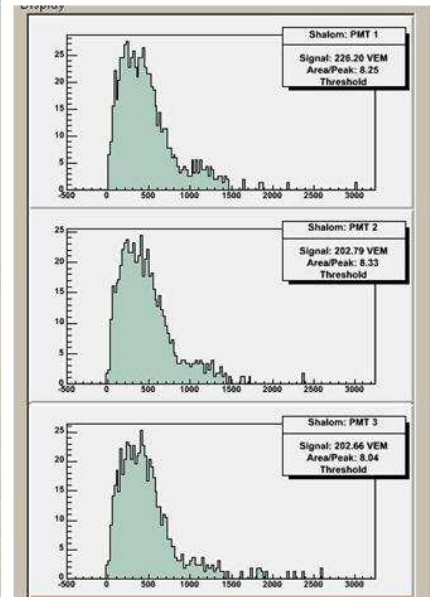 Display
Shalom: PMT 1
Signal: 226.20 VEM
Area/Peak: 8.25
Threshold
25
20
15
10
5
0
-500 0 500 1000 1500 2000 2500 3000
Shalom: PMT 2
Signal: 202.79 VEM
Area/Peak: 8.33
Threshold
25
20
15
10
5
0
-500 0 500 1000 1500 2000 2500 3000
Shalom: PMT 3
Signal: 202.66 VEM
Area/Peak: 8.04
Threshold
25
20
15
10
5
0
-500 0 500 1000 1500 2000 2500 3000